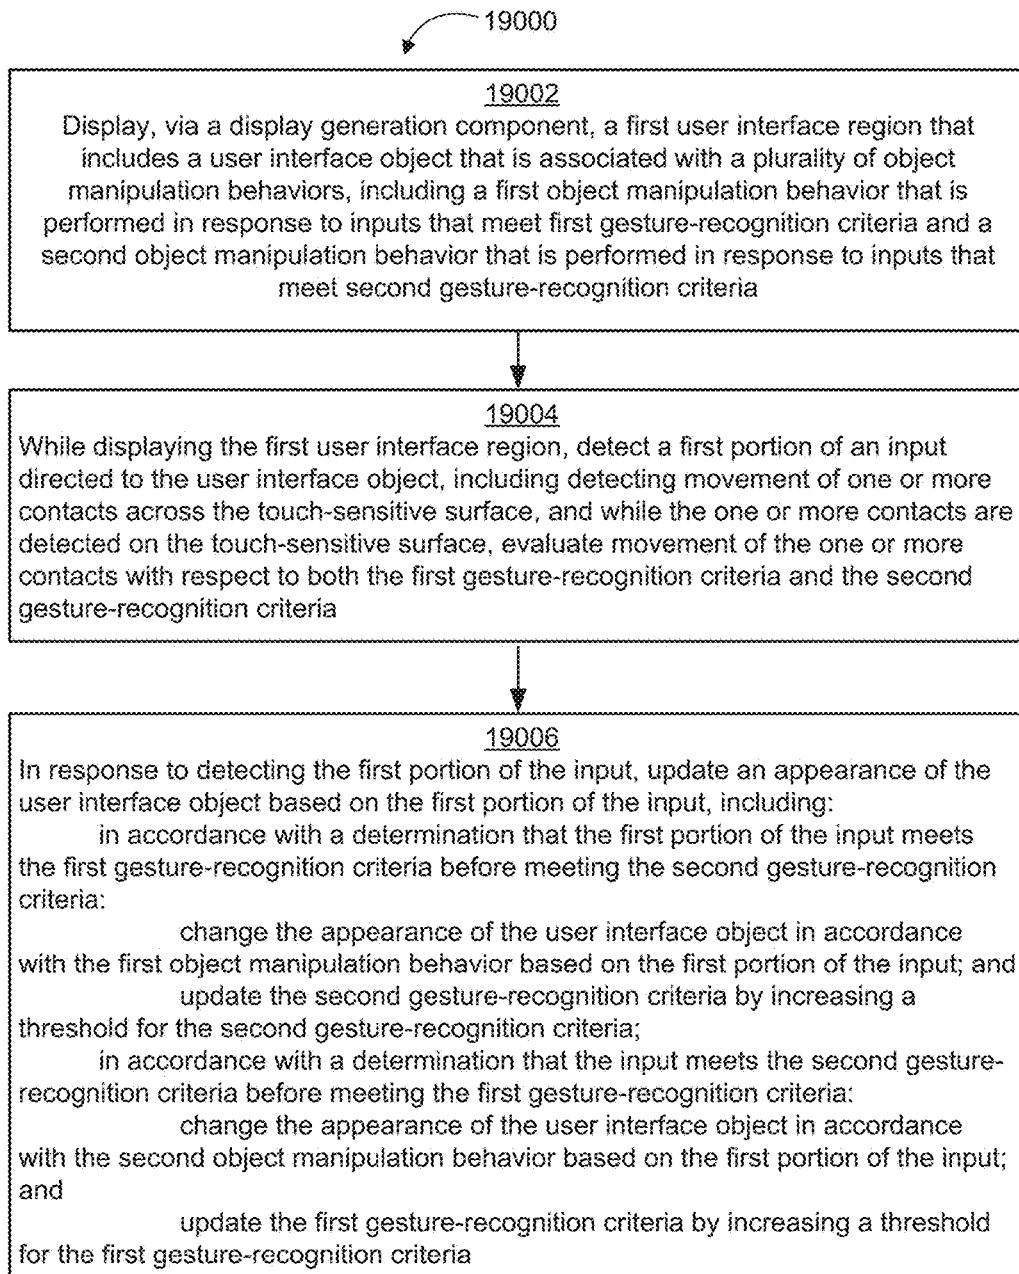 19000
19002
Display, via a display generation component, a first user interface region that
includes a user interface object that is associated with a plurality of object
manipulation behaviors, including a first object manipulation behavior that is
performed in response to inputs that meet first gesture-recognition criteria and a
second object manipulation behavior that is performed in response to inputs that
meet second gesture-recognition criteria
19004
While displaying the first user interface region, detect a first portion of an input
directed to the user interface object, including detecting movement of one or more
contacts across the touch-sensitive surface, and while the one or more contacts are
detected on the touch-sensitive surface, evaluate movement of the one or more
contacts with respect to both the first gesture-recognition criteria and the second
gesture-recognition criteria
19006
In response to detecting the first portion of the input, update an appearance of the
user interface object based on the first portion of the input, including:
in accordance with a determination that the first portion of the input meets
the first gesture-recognition criteria before meeting the second gesture-recognition
criteria:
change the appearance of the user interface object in accordance
with the first object manipulation behavior based on the first portion of the input; and
update the second gesture-recognition criteria by increasing a
threshold for the second gesture-recognition criteria;
in accordance with a determination that the input meets the second gesture-
recognition criteria before meeting the first gesture-recognition criteria:
change the appearance of the user interface object in accordance
with the second object manipulation behavior based on the first portion of the input;
and
update the first gesture-recognition criteria by increasing a threshold
for the first gesture-recognition criteria